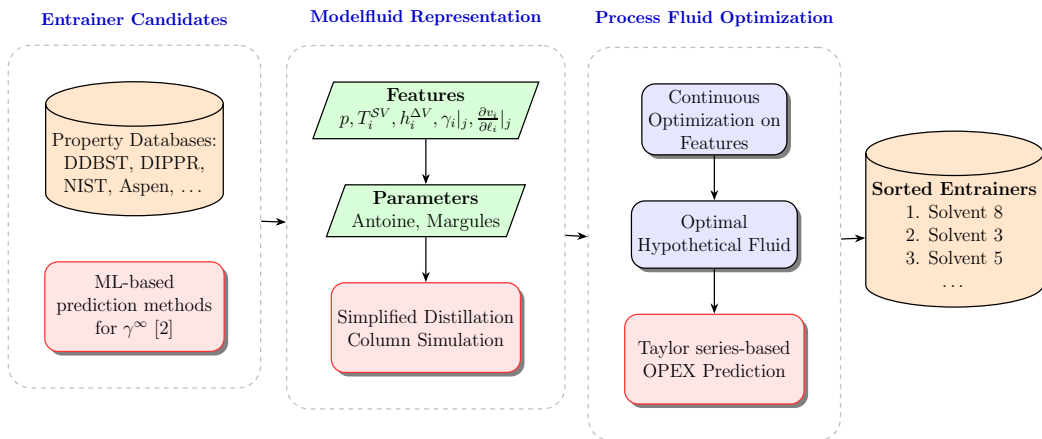 Entrainer Candidates
Property Databases:
DDBST, DIPPR,
NIST, Aspen, …
ML-based
prediction methods
for γ^∞ [2]
Modelfluid Representation
Features
p, T_i^{SV}, h_i^{ΔV}, γ_i|_j, ∂v_i/∂ℓ_i|_j
Parameters
Antoine, Margules
Simplified Distillation
Column Simulation
Process Fluid Optimization
Continuous
Optimization on
Features
Optimal
Hypothetical Fluid
Taylor series-based
OPEX Prediction
Sorted Entrainers
1. Solvent 8
2. Solvent 3
3. Solvent 5
…